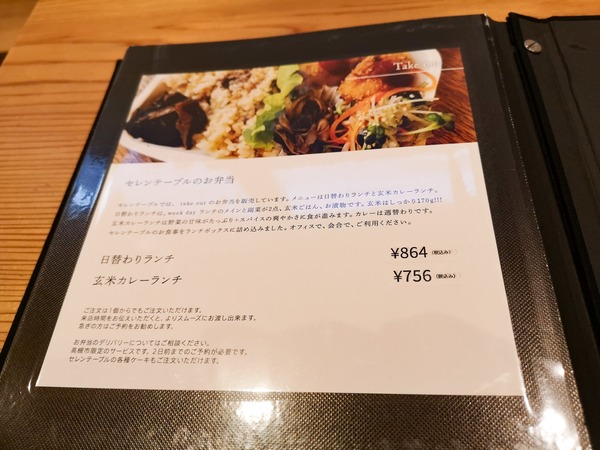 Take out
セレンテーブルのお弁当
セレンテーブルでは、take out のお弁当を販売しています。メニューは日替わりランチと玄米カレーランチ。
日替わりランチは、week day ランチのメインと副菜が2点、玄米ごはん、お漬物です。玄米はしっかり170g!!!
玄米カレーランチは野菜の甘味がたっぷり+スパイスの爽やかさに食が進みます。カレーは週替わりです。
セレンテーブルのお食事をランチボックスに詰め込みました。オフィスで、会合で、ご利用ください。
日替わりランチ ¥864 (税込み)
玄米カレーランチ ¥756 (税込み)
ご注文は1個からでもご注文いただけます。
来店時間をお伝えいただくと、よりスムーズにお渡し出来ます。
急ぎの方はご予約をお勧めします。
お弁当のデリバリーについてはご相談ください。
高槻市限定のサービスです。2日前までのご予約が必要です。
セレンテーブルの各種ケーキもご注文いただけます。